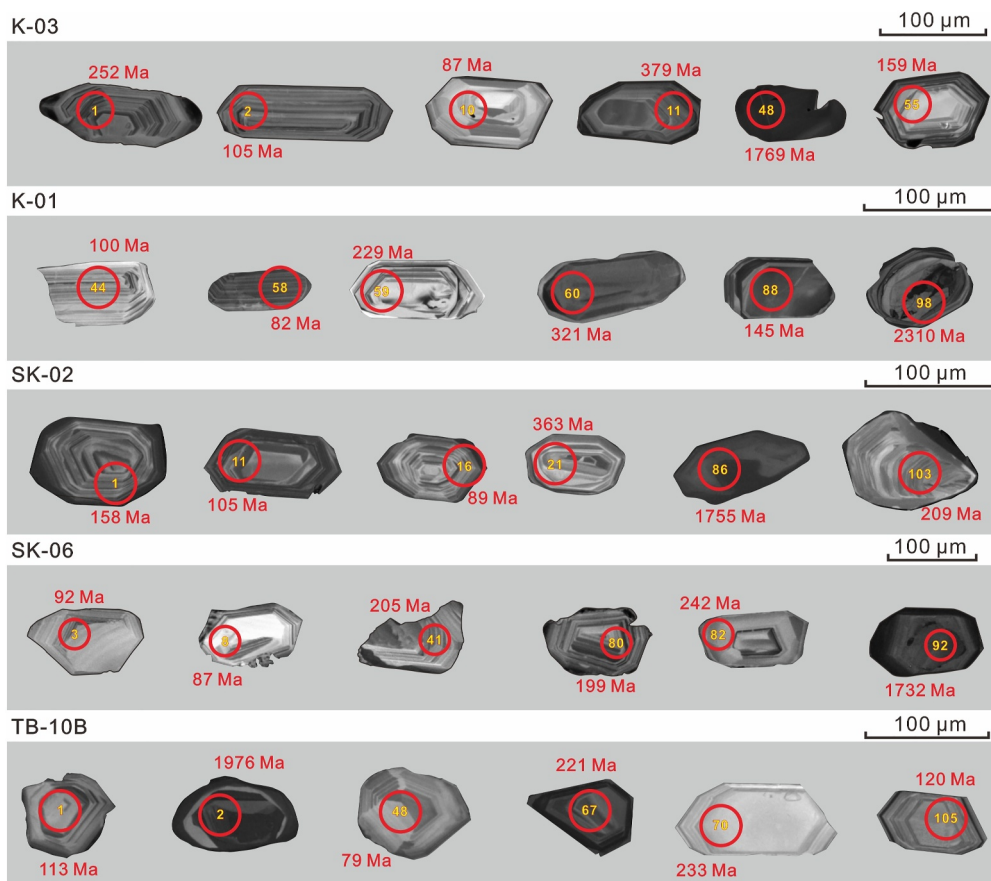 K-03
100 µm
252 Ma
1
2
105 Ma
87 Ma
10
379 Ma
11
48
1769 Ma
159 Ma
55
K-01
100 µm
100 Ma
44
58
82 Ma
229 Ma
59
60
321 Ma
88
145 Ma
98
2310 Ma
SK-02
100 µm
1
158 Ma
11
105 Ma
16
89 Ma
363 Ma
21
86
1755 Ma
103
209 Ma
SK-06
100 µm
92 Ma
3
8
87 Ma
205 Ma
41
80
199 Ma
242 Ma
82
92
1732 Ma
TB-10B
100 µm
1
113 Ma
1976 Ma
2
48
79 Ma
221 Ma
67
70
233 Ma
120 Ma
105